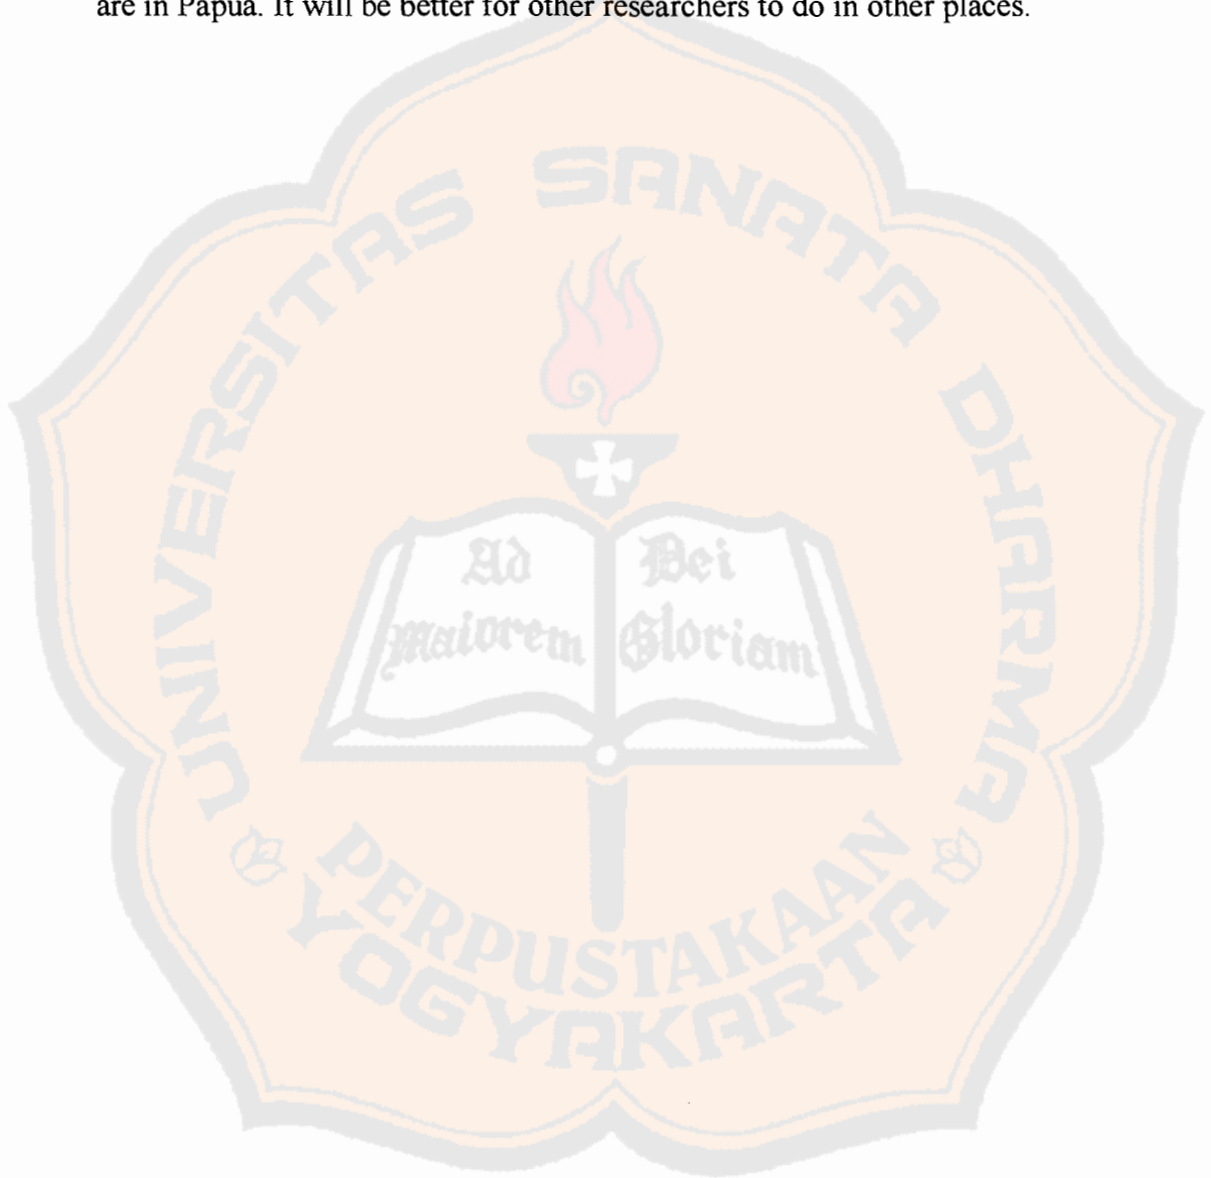 are in Papua. It will be better for other researchers to do in other places.
UNIVERSITAS SANATA DHARMA
Ad Dei
Maiorem Gloriam
PERPUSTAKAAN
YOGYAKARTA